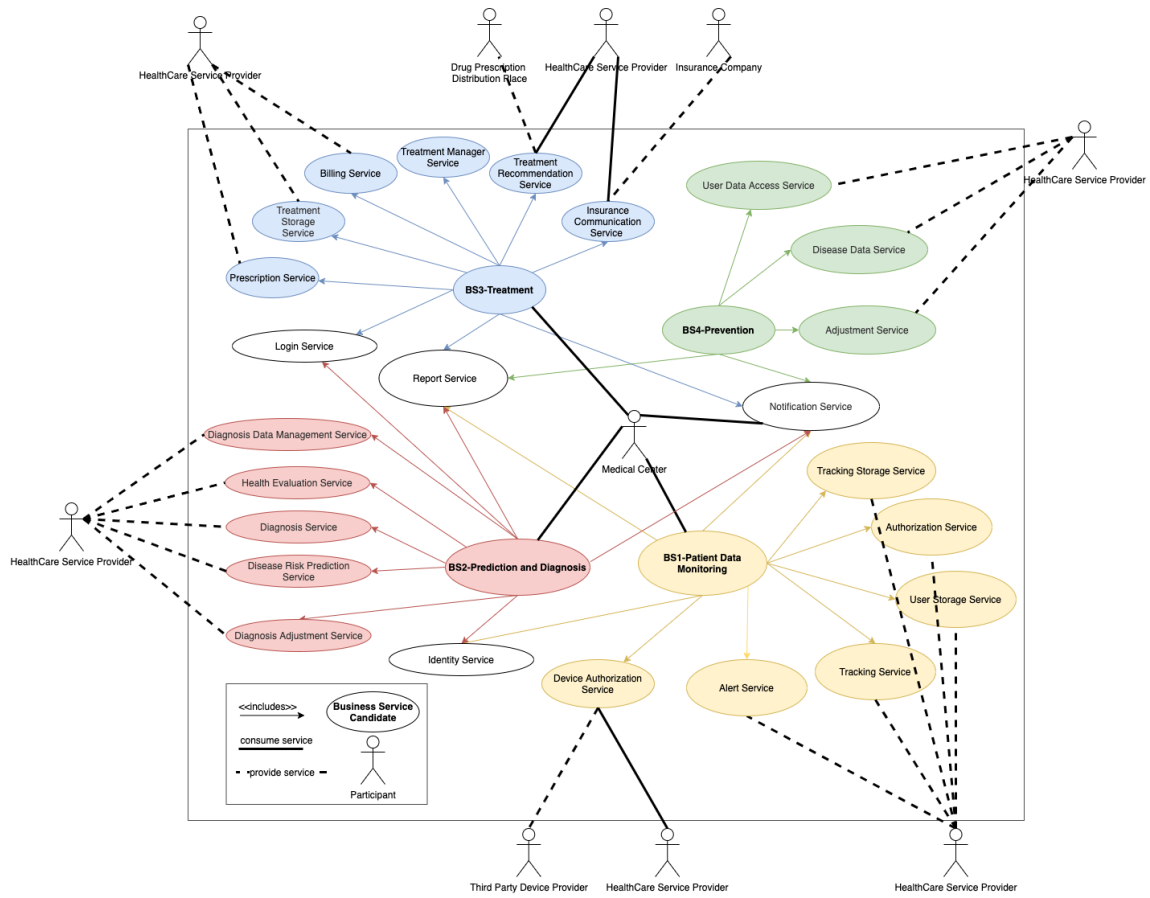 HealthCare Service Provider
Drug Prescription
Distribution Place
HealthCare Service Provider
Insurance Company
HealthCare Service Provider
Treatment Manager
Service
Billing Service
Treatment
Recommendation
Service
User Data Access Service
Treatment
Storage
Service
Insurance
Communication
Service
Disease Data Service
Prescription Service
BS3-Treatment
BS4-Prevention
Adjustment Service
Login Service
Report Service
Notification Service
Diagnosis Data Management Service
Medical Center
Tracking Storage Service
Health Evaluation Service
Diagnosis Service
Authorization Service
HealthCare Service Provider
Disease Risk Prediction
Service
BS2-Prediction and Diagnosis
BS1-Patient Data
Monitoring
User Storage Service
Diagnosis Adjustment Service
Identity Service
Device Authorization
Service
Alert Service
Tracking Service
<<includes>>
Business Service
Candidate
consume service
provide service
Participant
Third Party Device Provider
HealthCare Service Provider
HealthCare Service Provider